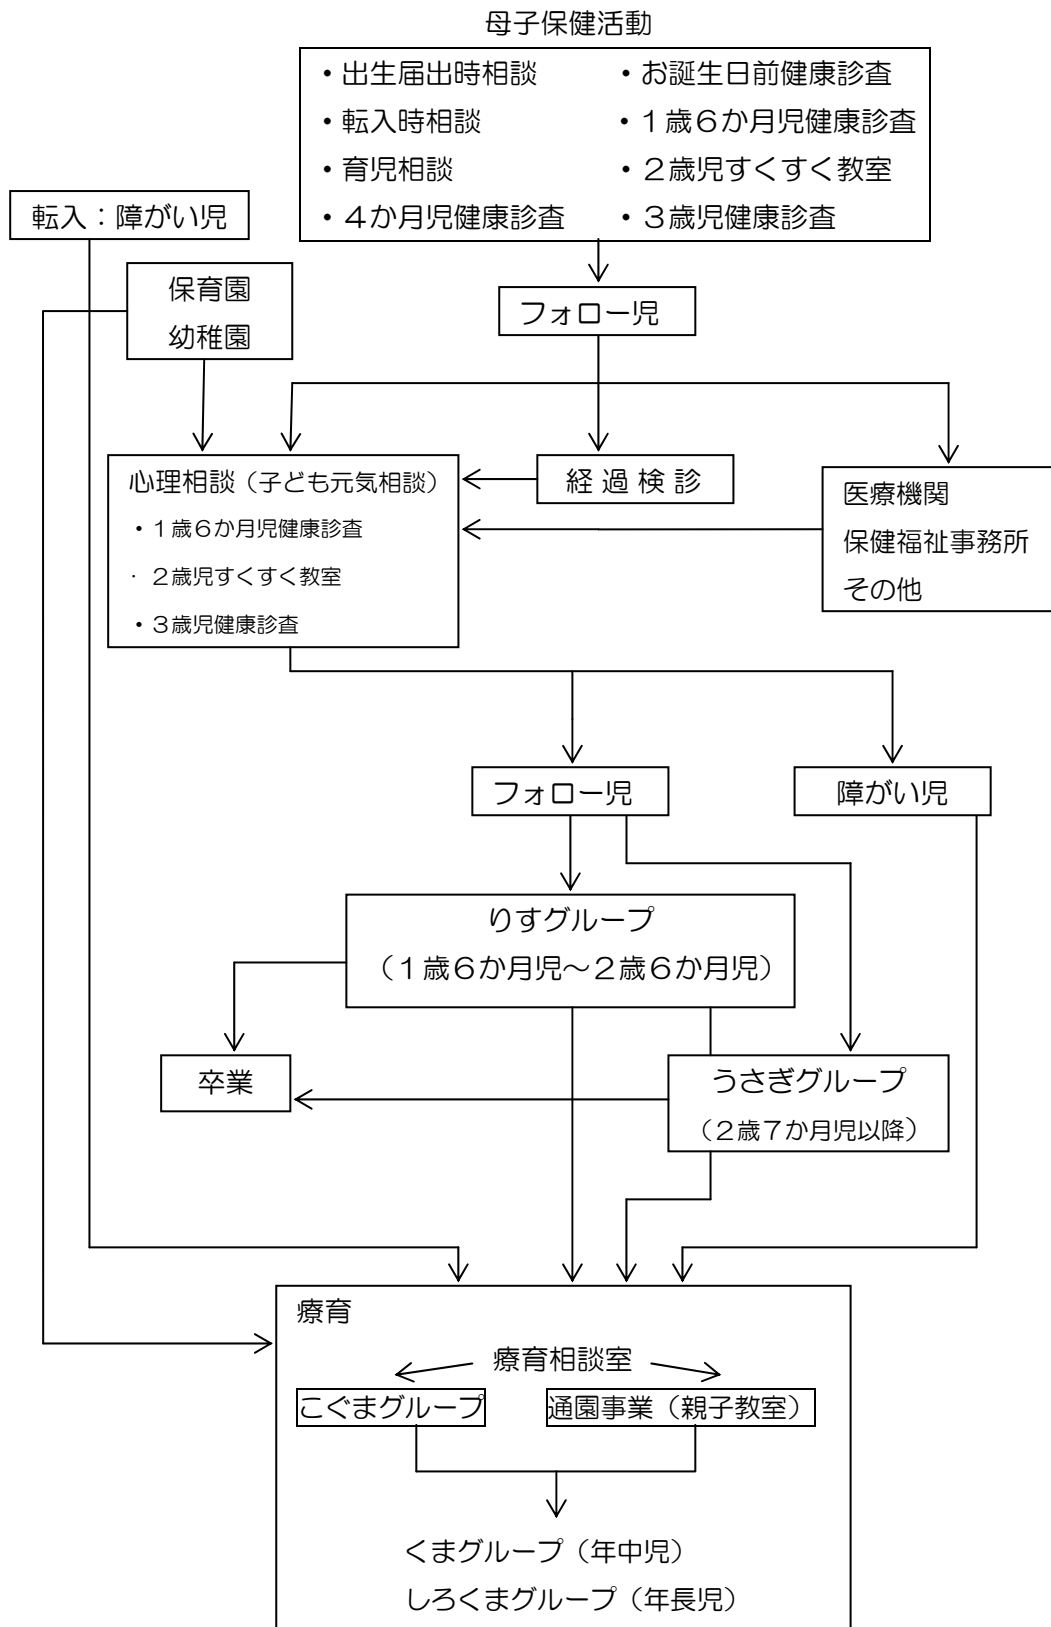 母子保健活動
・出生届出時相談
・お誕生日前健康診査
・転入時相談
・１歳６か月児健康診査
・育児相談
・２歳児すくすく教室
・４か月児健康診査
・３歳児健康診査
転入：障がい児
保育園
幼稚園
フォロー児
心理相談（子ども元気相談）
・１歳６か月児健康診査
・２歳児すくすく教室
・３歳児健康診査
経過検診
医療機関
保健福祉事務所
その他
フォロー児
障がい児
りすグループ
（１歳６か月児～２歳６か月児）
卒業
うさぎグループ
（２歳７か月児以降）
療育
療育相談室
こぐまグループ
通園事業（親子教室）
くまグループ（年中児）
しろくまグループ（年長児）